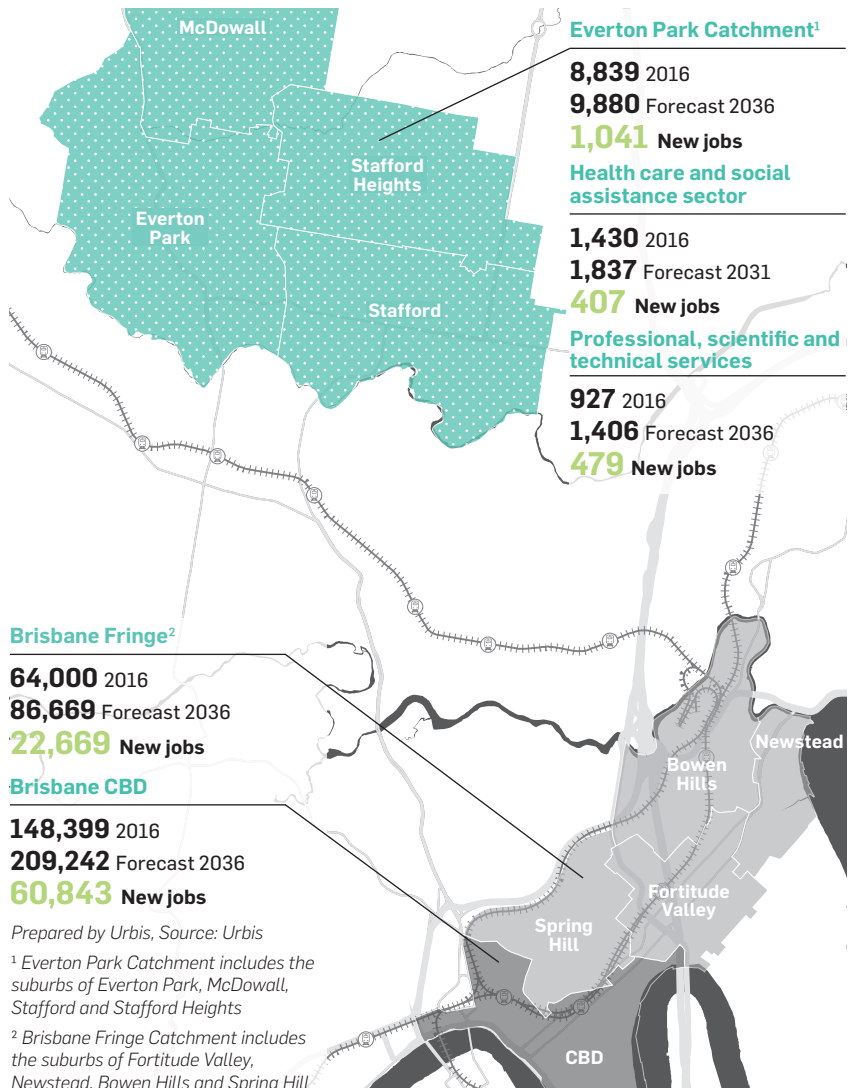 McDowall
Stafford
Heights
Everton
Park
Stafford
Everton Park Catchment¹
8,839 2016
9,880 Forecast 2036
1,041 New jobs
Health care and social
assistance sector
1,430 2016
1,837 Forecast 2031
407 New jobs
Professional, scientific and
technical services
927 2016
1,406 Forecast 2036
479 New jobs
Brisbane Fringe²
64,000 2016
86,669 Forecast 2036
22,669 New jobs
Brisbane CBD
148,399 2016
209,242 Forecast 2036
60,843 New jobs
Prepared by Urbis, Source: Urbis
¹ Everton Park Catchment includes the
suburbs of Everton Park, McDowall,
Stafford and Stafford Heights
² Brisbane Fringe Catchment includes
the suburbs of Fortitude Valley,
Newstead, Bowen Hills and Spring Hill
Newstead
Bowen
Hills
Fortitude
Valley
Spring
Hill
CBD